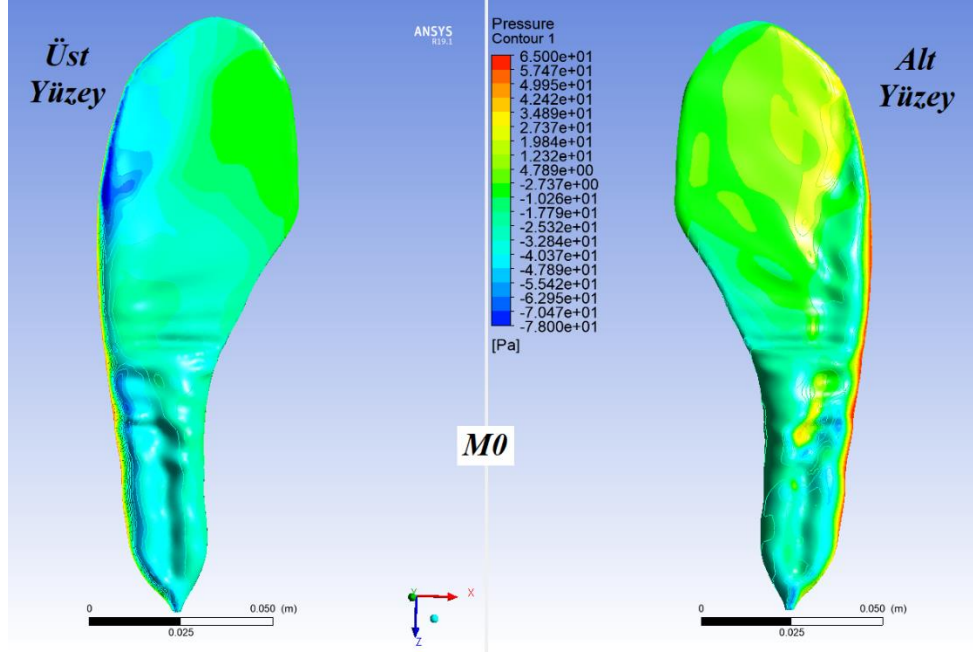 Üst
Yüzey
ANSYS
R19.1
Pressure
Contour 1
6.500e+01
5.747e+01
4.995e+01
4.242e+01
3.489e+01
2.737e+01
1.984e+01
1.232e+01
4.789e+00
-2.737e+00
-1.026e+01
-1.779e+01
-2.532e+01
-3.284e+01
-4.037e+01
-4.789e+01
-5.542e+01
-6.295e+01
-7.047e+01
-7.800e+01
[Pa]
Alt
Yüzey
M0
0 0.050 (m)
0.025
Y X
Z
0 0.050 (m)
0.025